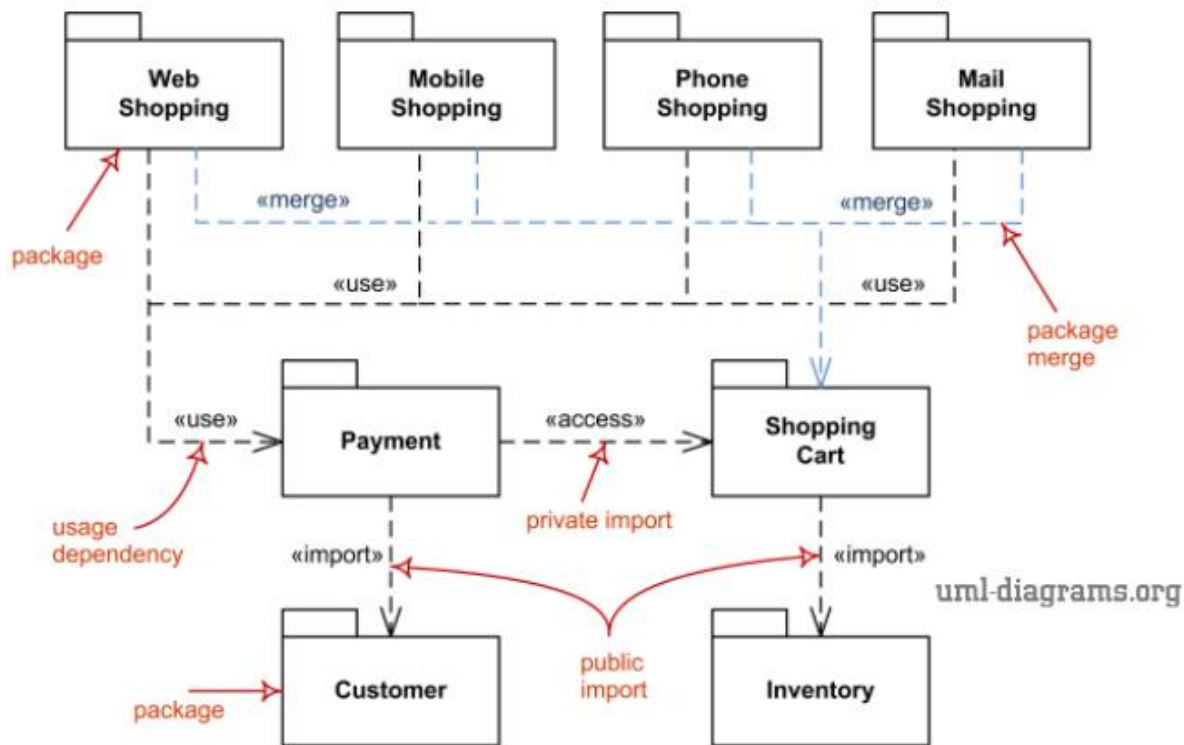 Web
Shopping
Mobile
Shopping
Phone
Shopping
Mail
Shopping
«merge»
«merge»
package
«use»
«use»
package
merge
«use»
Payment
«access»
Shopping
Cart
usage
dependency
private import
«import»
«import»
uml-diagrams.org
public
import
package
Customer
Inventory